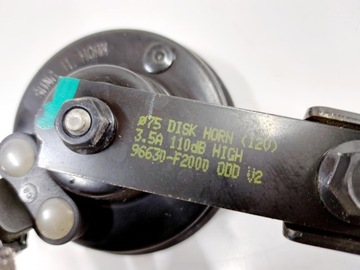 ø75 DISK HORN (12V)
3.5A 110dB HIGH
96630-F2000 ODD V2